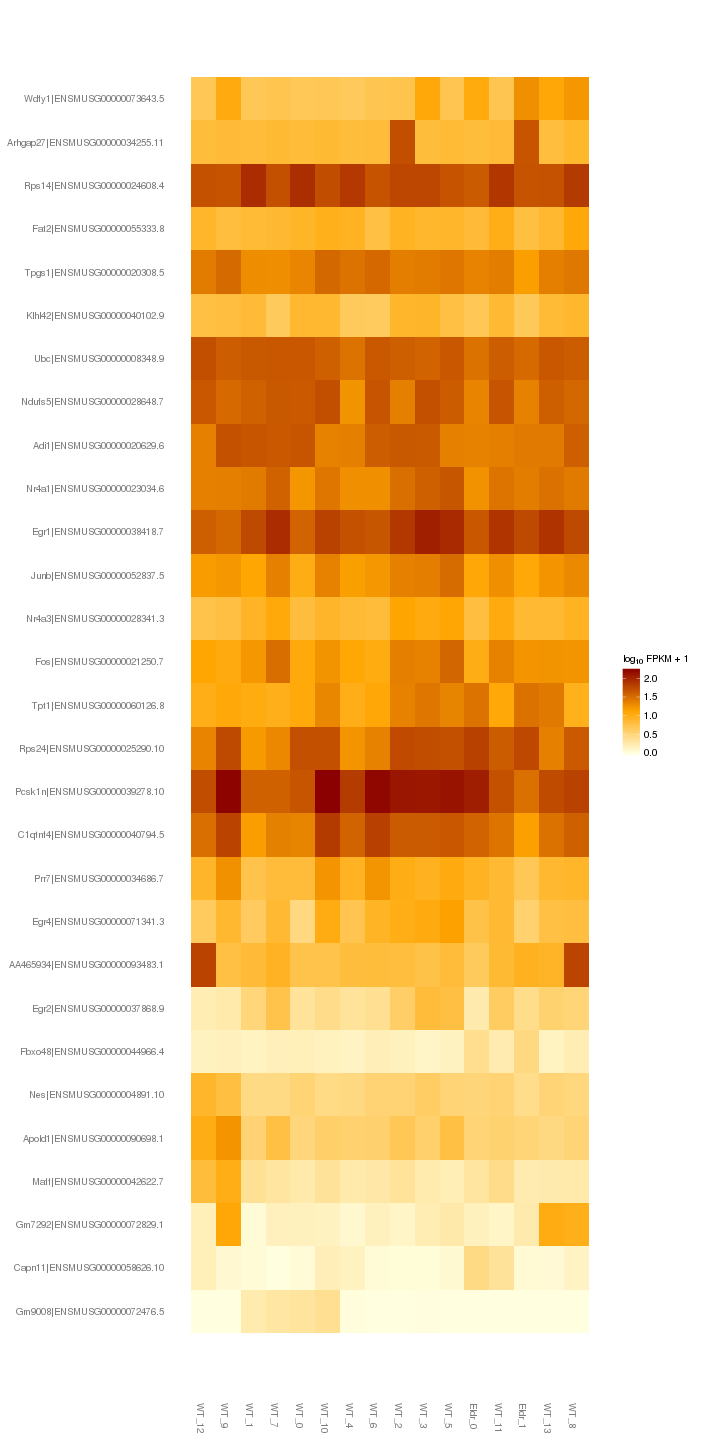 Wdfy1|ENSMUSG00000073643.5
Arhgap27|ENSMUSG00000034255.11
Rps14|ENSMUSG00000024608.4
Fat2|ENSMUSG00000055333.8
Tpgs1|ENSMUSG00000020308.5
Klhl42|ENSMUSG00000040102.9
Ubc|ENSMUSG00000008348.9
Ndufs5|ENSMUSG00000028648.7
Adi1|ENSMUSG00000020629.6
Nr4a1|ENSMUSG00000023034.6
Egr1|ENSMUSG00000038418.7
Junb|ENSMUSG00000052837.5
Nr4a3|ENSMUSG00000028341.3
Fos|ENSMUSG00000021250.7
Tpt1|ENSMUSG00000060126.8
Rps24|ENSMUSG00000025290.10
Pcsk1n|ENSMUSG00000039278.10
C1qtnf4|ENSMUSG00000040794.5
Prr7|ENSMUSG00000034686.7
Egr4|ENSMUSG00000071341.3
AA465934|ENSMUSG00000093483.1
Egr2|ENSMUSG00000037868.9
Fbxo48|ENSMUSG00000044966.4
Nes|ENSMUSG00000004891.10
Apold1|ENSMUSG00000090698.1
Maff|ENSMUSG00000042622.7
Gm7292|ENSMUSG00000072829.1
Capn11|ENSMUSG00000058626.10
Gm9008|ENSMUSG00000072476.5
log10 FPKM + 1
2.0
1.5
1.0
0.5
0.0
WT_12
WT_9
WT_1
WT_7
WT_0
WT_10
WT_4
WT_6
WT_2
WT_3
WT_5
Eldr_0
WT_11
Eldr_1
WT_13
WT_8